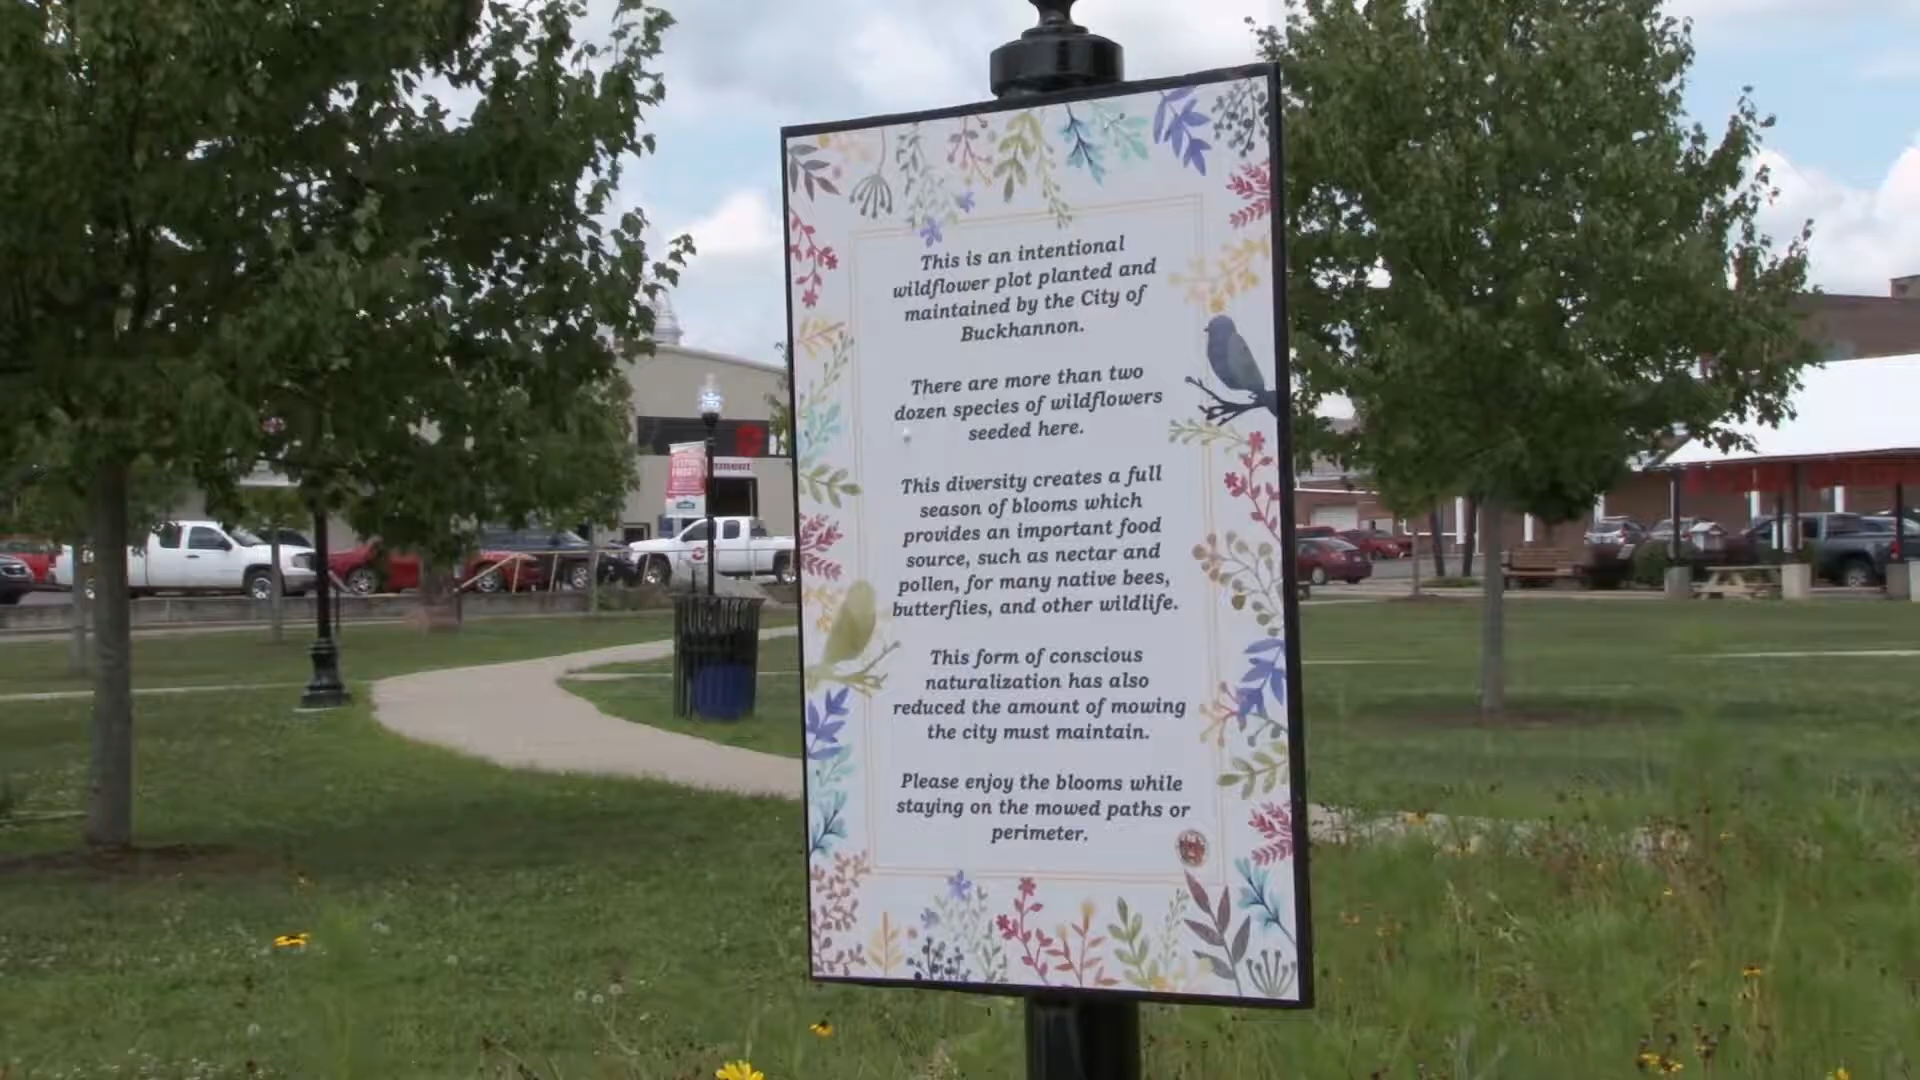 This is an intentional
wildflower plot planted and
maintained by the City of
Buckhannon.
There are more than two
dozen species of wildflowers
seeded here.
This diversity creates a full
season of blooms which
provides an important food
source, such as nectar and
pollen, for many native bees,
butterflies, and other wildlife.
This form of conscious
naturalization has also
reduced the amount of mowing
the city must maintain.
Please enjoy the blooms while
staying on the mowed paths or
perimeter.